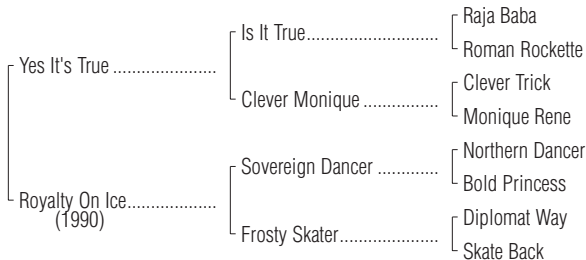 Raja Baba
Is It True
Roman Rockette
Yes It's True
Clever Trick
Clever Monique
Monique Rene
Northern Dancer
Sovereign Dancer
Bold Princess
Royalty On Ice
(1990)
Diplomat Way
Frosty Skater
Skate Back